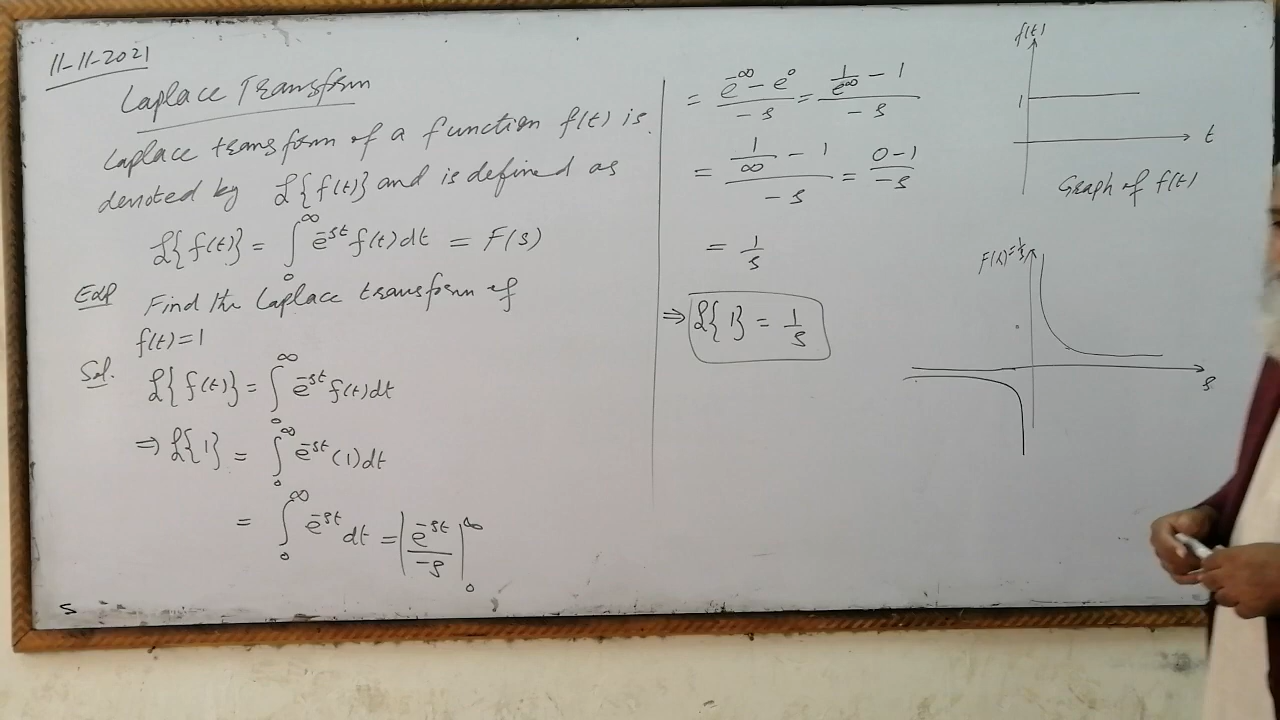 11-11-2021
Laplace Transform
Laplace transform of a function f(t) is
denoted by ℒ{f(t)} and is defined as
ℒ{f(t)} = ∫₀^∞ e^{-st} f(t) dt = F(s)
Find the Laplace transform of
f(t)=1
Sol.
ℒ{f(t)} = ∫₀^∞ e^{-st} f(t) dt
⇒ ℒ{1} = ∫₀^∞ e^{-st} (1) dt
= ∫₀^∞ e^{-st} dt = | e^{-st} / -s |₀^∞
s
= (e^{-∞} - e^0) / -s = (1/e^∞ - 1) / -s
= (1/∞ - 1) / -s = (0-1) / -s
= 1/s
⇒ ℒ{1} = 1/s
f(t)
1
t
Graph of f(t)
F(s)=1/s
s